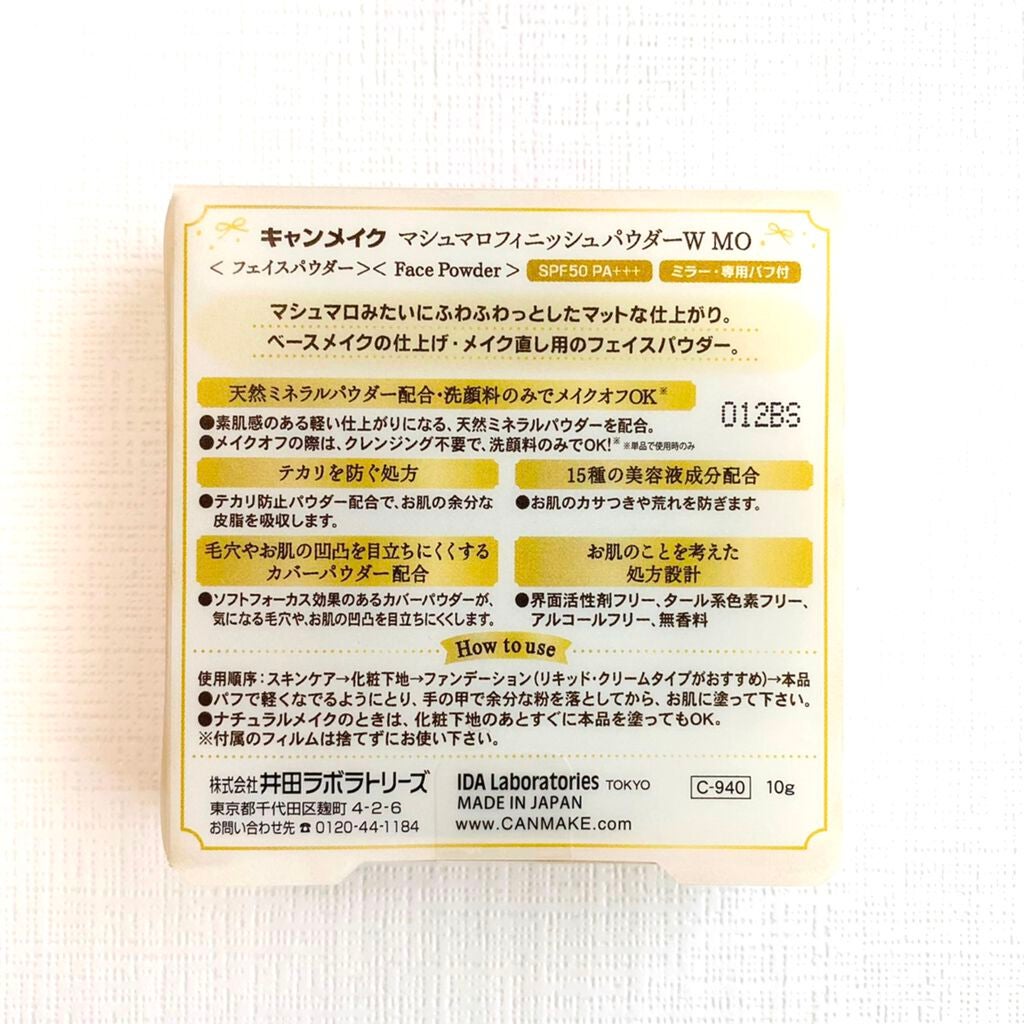 キャンメイク マシュマロフィニッシュパウダーW MO
＜フェイスパウダー＞＜Face Powder＞ SPF50 PA+++ ミラー・専用パフ付
マシュマロみたいにふわふわっとしたマットな仕上がり。
ベースメイクの仕上げ・メイク直し用のフェイスパウダー。
天然ミネラルパウダー配合・洗顔料のみでメイクオフOK※
●素肌感のある軽い仕上がりになる、天然ミネラルパウダーを配合。
●メイクオフの際は、クレンジング不要で、洗顔料のみでOK!※ ※単品で使用時のみ
012BS
テカリを防ぐ処方
●テカリ防止パウダー配合で、お肌の余分な
皮脂を吸収します。
15種の美容液成分配合
●お肌のカサつきや荒れを防ぎます。
毛穴やお肌の凹凸を目立ちにくくする
カバーパウダー配合
●ソフトフォーカス効果のあるカバーパウダーが、
気になる毛穴や、お肌の凹凸を目立ちにくくします。
お肌のことを考えた
処方設計
●界面活性剤フリー、タール系色素フリー、
アルコールフリー、無香料
How to use
使用順序：スキンケア→化粧下地→ファンデーション（リキッド・クリームタイプがおすすめ）→本品
●パフで軽くなでるようにとり、手の甲で余分な粉を落としてから、お肌に塗って下さい。
●ナチュラルメイクのときは、化粧下地のあとすぐに本品を塗ってもOK。
※付属のフィルムは捨てずにお使い下さい。
株式会社 井田ラボラトリーズ
東京都千代田区麹町 4-2-6
お問い合わせ先 ☎ 0120-44-1184
IDA Laboratories TOKYO
MADE IN JAPAN
www.CANMAKE.com
C-940 10g